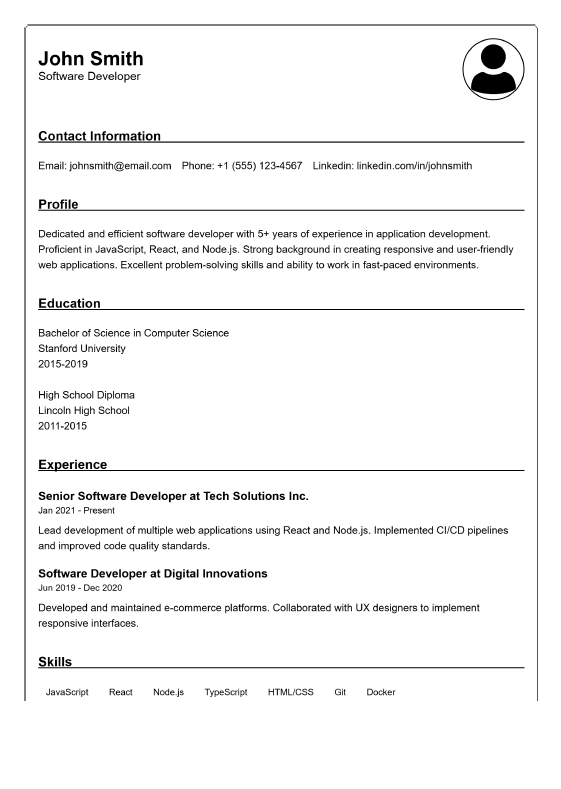 John Smith
Software Developer
Contact Information
Email: johnsmith@email.com Phone: +1 (555) 123-4567 Linkedin: linkedin.com/in/johnsmith
Profile
Dedicated and efficient software developer with 5+ years of experience in application development.
Proficient in JavaScript, React, and Node.js. Strong background in creating responsive and user-friendly
web applications. Excellent problem-solving skills and ability to work in fast-paced environments.
Education
Bachelor of Science in Computer Science
Stanford University
2015-2019
High School Diploma
Lincoln High School
2011-2015
Experience
Senior Software Developer at Tech Solutions Inc.
Jan 2021 - Present
Lead development of multiple web applications using React and Node.js. Implemented CI/CD pipelines
and improved code quality standards.
Software Developer at Digital Innovations
Jun 2019 - Dec 2020
Developed and maintained e-commerce platforms. Collaborated with UX designers to implement
responsive interfaces.
Skills
JavaScript React Node.js TypeScript HTML/CSS Git Docker